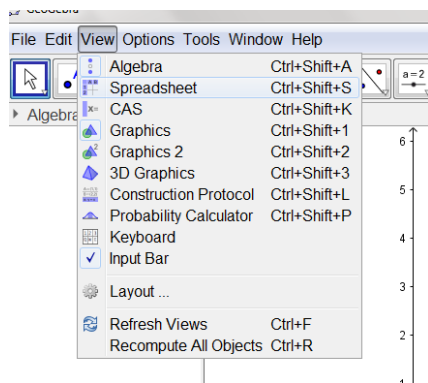 GeoGebra
File Edit View Options Tools Window Help
a=2
Algebra Ctrl+Shift+A
Spreadsheet Ctrl+Shift+S
CAS Ctrl+Shift+K
Graphics Ctrl+Shift+1
Graphics 2 Ctrl+Shift+2
3D Graphics Ctrl+Shift+3
Construction Protocol Ctrl+Shift+L
Probability Calculator Ctrl+Shift+P
Keyboard
Input Bar
Layout ...
Refresh Views Ctrl+F
Recompute All Objects Ctrl+R
Algebra
6
5
4
3
2
1